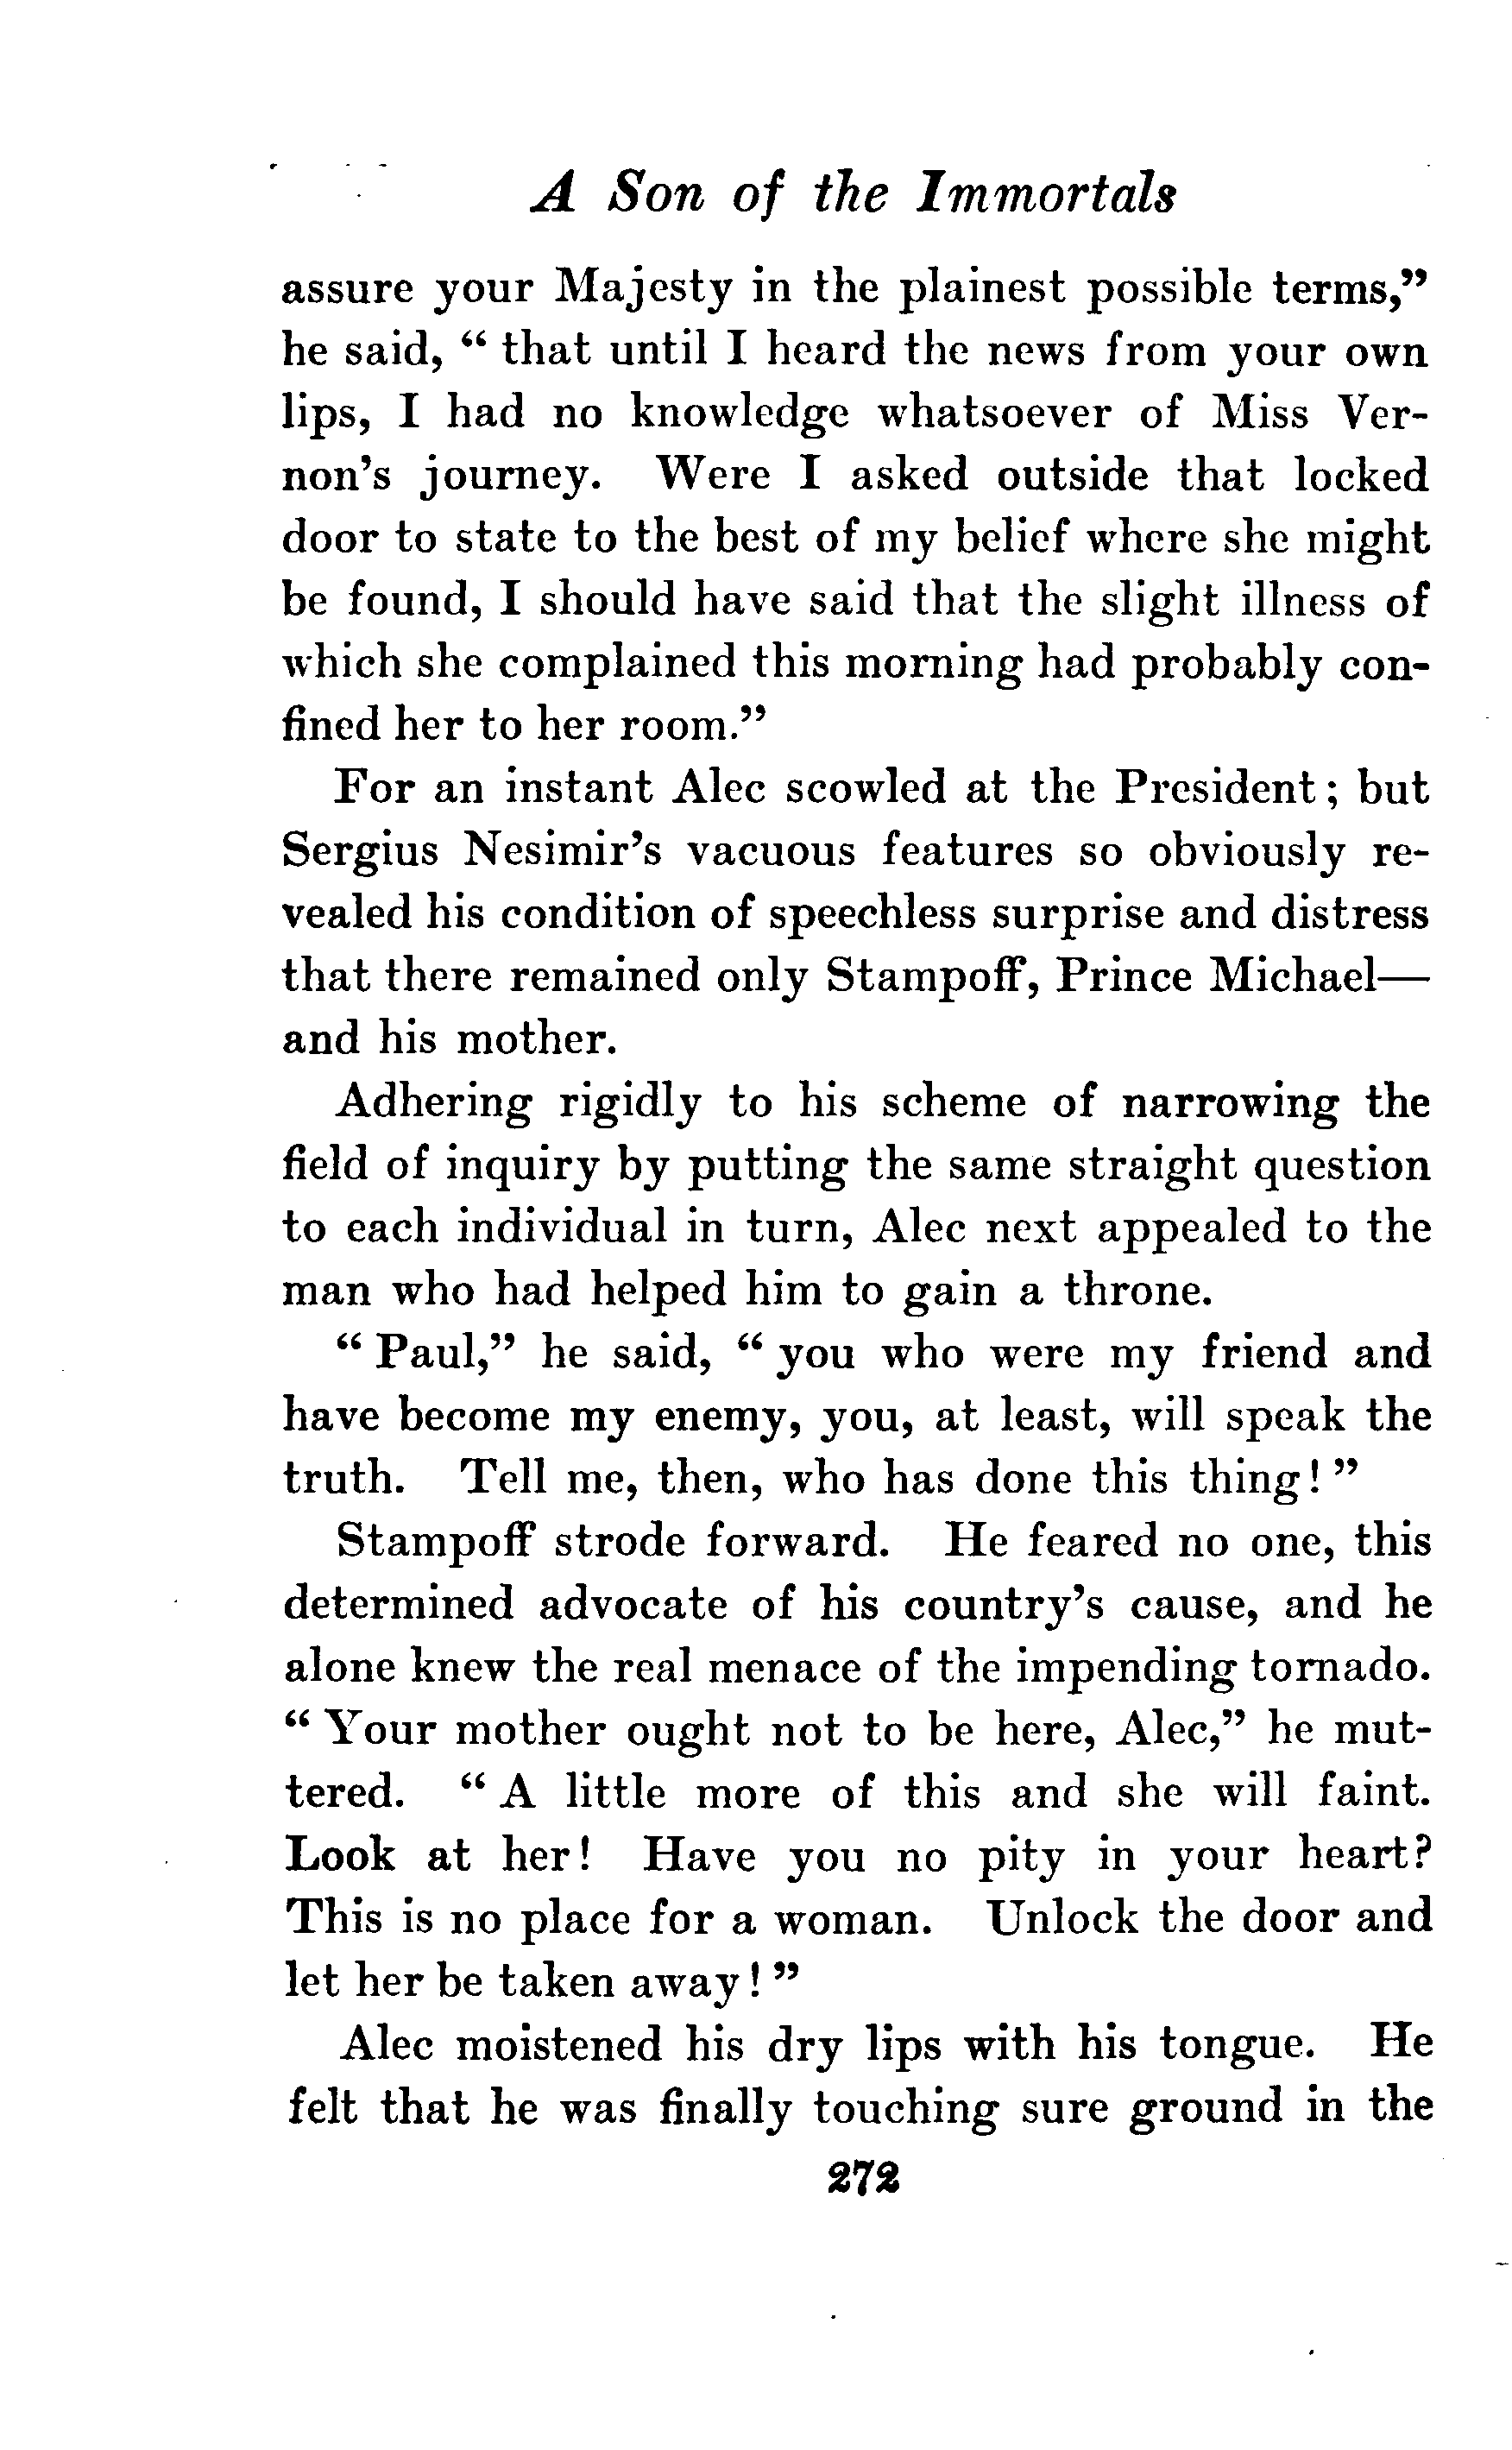 A Son of the Immortals
assure your Majesty in the plainest possible terms,”
he said, “ that until I heard the news from your own
lips, I had no knowledge whatsoever of Miss Ver-
non’s journey. Were I asked outside that locked
door to state to the best of my belief where she might
be found, I should have said that the slight illness of
which she complained this morning had probably con-
fined her to her room.”
For an instant Alec scowled at the President; but
Sergius Nesimir’s vacuous features so obviously re-
vealed his condition of speechless surprise and distress
that there remained only Stampoff, Prince Michael—
and his mother.
Adhering rigidly to his scheme of narrowing the
field of inquiry by putting the same straight question
to each individual in turn, Alec next appealed to the
man who had helped him to gain a throne.
“ Paul,” he said, “ you who were my friend and
have become my enemy, you, at least, will speak the
truth. Tell me, then, who has done this thing! ”
Stampoff strode forward. He feared no one, this
determined advocate of his country’s cause, and he
alone knew the real menace of the impending tornado.
“ Your mother ought not to be here, Alec,” he mut-
tered. “ A little more of this and she will faint.
Look at her! Have you no pity in your heart?
This is no place for a woman. Unlock the door and
let her be taken away! ”
Alec moistened his dry lips with his tongue. He
felt that he was finally touching sure ground in the
272